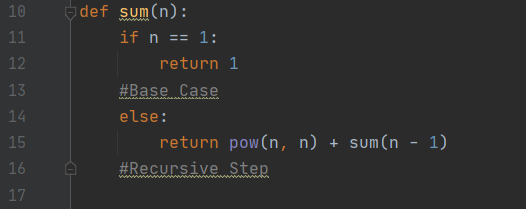 10 def sum(n):
11     if n == 1:
12         return 1
13     #Base Case
14     else:
15         return pow(n, n) + sum(n - 1)
16     #Recursive Step
17